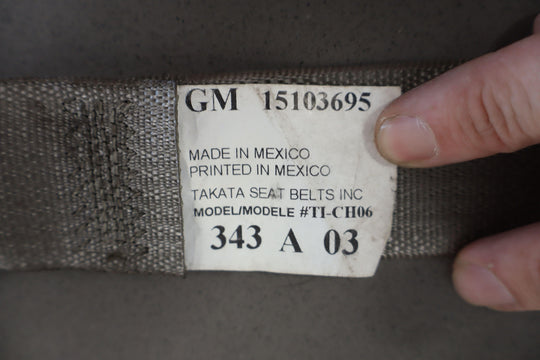 GM 15103695
MADE IN MEXICO
PRINTED IN MEXICO
TAKATA SEAT BELTS INC
MODEL/MODELE #TI-CH06
343 A 03